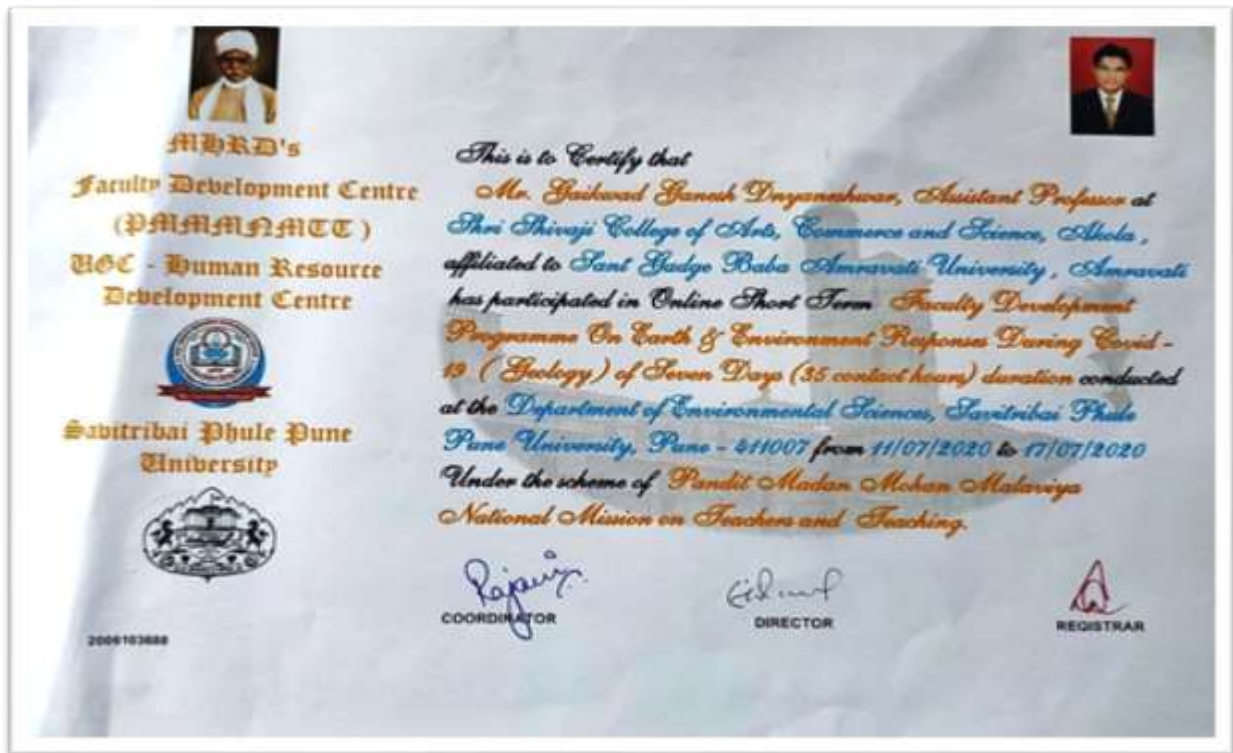 MHRD's
Faculty Development Centre
(PMMMNMTT )
UGC - Human Resource
Development Centre
Savitribai Phule Pune
University
2006103688
This is to Certify that
Mr. Gaikwad Ganesh Dnyaneshwar, Assistant Professor at
Shri Shivaji College of Arts, Commerce and Science, Akola ,
affiliated to Sant Gadge Baba Amravati University , Amravati
has participated in Online Short Term Faculty Development
Programme On Earth & Environment Responses During Covid -
19 ( Geology ) of Seven Days (35 contact hours) duration conducted
at the Department of Environmental Sciences, Savitribai Phule
Pune University, Pune - 411007 from 11/07/2020 to 17/07/2020
Under the scheme of Pandit Madan Mohan Malaviya
National Mission on Teachers and Teaching.
COORDINATOR
DIRECTOR
REGISTRAR